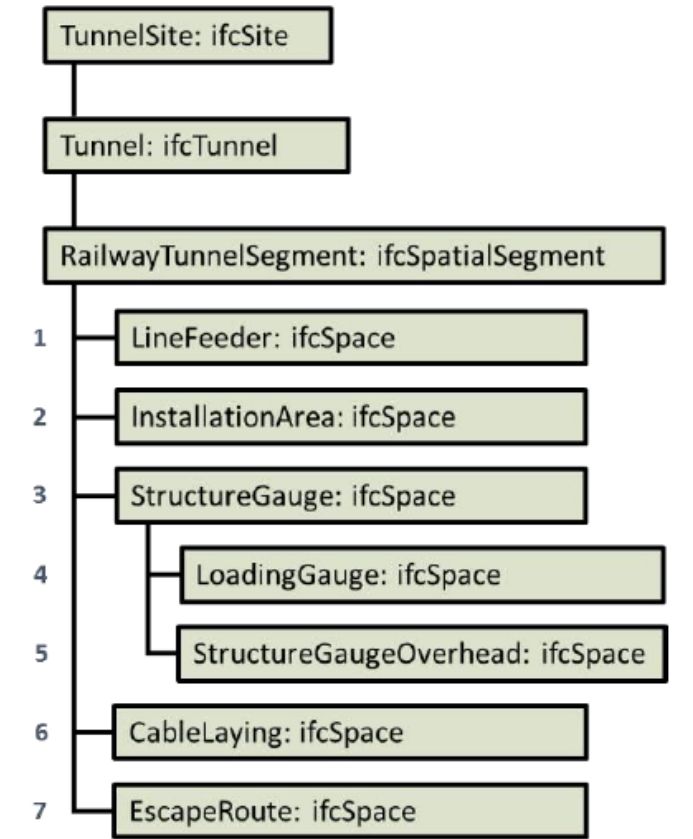 TunnelSite: ifcSite
Tunnel: ifcTunnel
RailwayTunnelSegment: ifcSpatialSegment
1 LineFeeder: ifcSpace
2 InstallationArea: ifcSpace
3 StructureGauge: ifcSpace
4 LoadingGauge: ifcSpace
5 StructureGaugeOverhead: ifcSpace
6 CableLaying: ifcSpace
7 EscapeRoute: ifcSpace